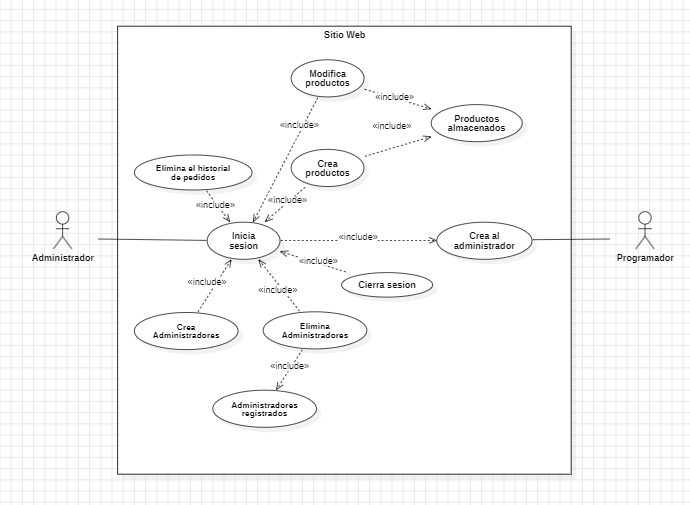 Sitio Web
Modifica
productos
«include»
Productos
almacenados
«include»
«include»
Crea
productos
Elimina el historial
de pedidos
«include»
«include»
Administrador
Inicia
sesion
«include»
Crea al
administrador
Programador
«include»
Cierra sesion
«include»
«include»
Crea
Administradores
Elimina
Administradores
«include»
Administradores
registrados